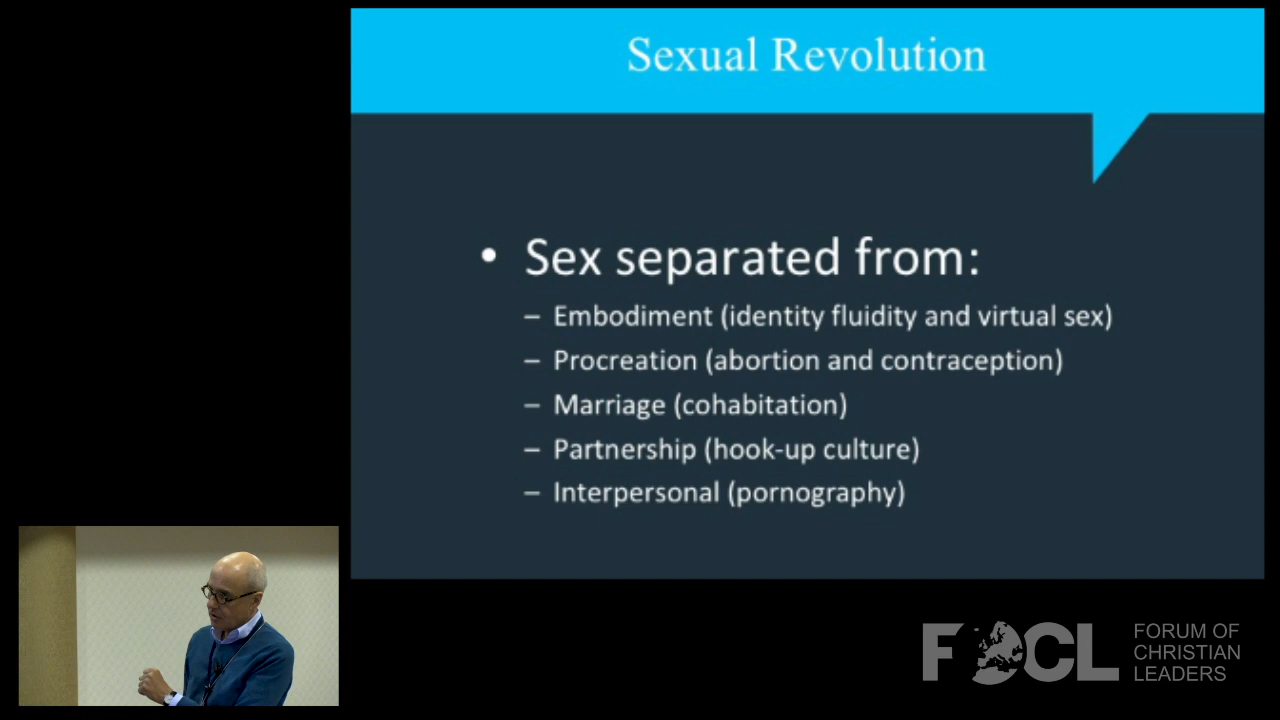 Sexual Revolution
• Sex separated from:
– Embodiment (identity fluidity and virtual sex)
– Procreation (abortion and contraception)
– Marriage (cohabitation)
– Partnership (hook-up culture)
– Interpersonal (pornography)
FOCL
FORUM OF
CHRISTIAN
LEADERS